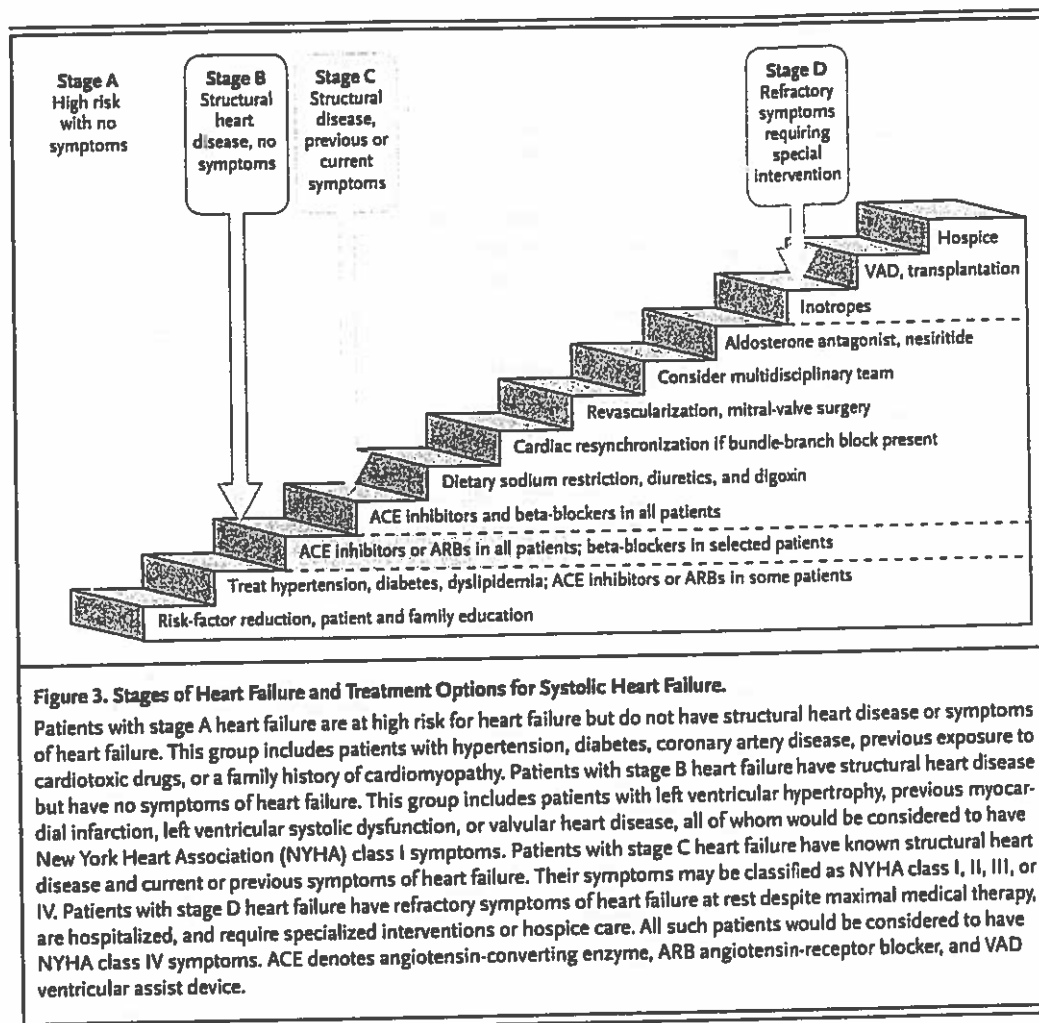 Stage A
High risk
with no
symptoms
Stage B
Structural
heart
disease, no
symptoms
Stage C
Structural
disease,
previous or
current
symptoms
Stage D
Refractory
symptoms
requiring
special
intervention
Hospice
VAD, transplantation
Inotropes
Aldosterone antagonist, nesiritide
Consider multidisciplinary team
Revascularization, mitral-valve surgery
Cardiac resynchronization if bundle-branch block present
Dietary sodium restriction, diuretics, and digoxin
ACE inhibitors and beta-blockers in all patients
ACE inhibitors or ARBs in all patients; beta-blockers in selected patients
Treat hypertension, diabetes, dyslipidemia; ACE inhibitors or ARBs in some patients
Risk-factor reduction, patient and family education
Figure 3. Stages of Heart Failure and Treatment Options for Systolic Heart Failure.
Patients with stage A heart failure are at high risk for heart failure but do not have structural heart disease or symptoms
of heart failure. This group includes patients with hypertension, diabetes, coronary artery disease, previous exposure to
cardiotoxic drugs, or a family history of cardiomyopathy. Patients with stage B heart failure have structural heart disease
but have no symptoms of heart failure. This group includes patients with left ventricular hypertrophy, previous myocar-
dial infarction, left ventricular systolic dysfunction, or valvular heart disease, all of whom would be considered to have
New York Heart Association (NYHA) class I symptoms. Patients with stage C heart failure have known structural heart
disease and current or previous symptoms of heart failure. Their symptoms may be classified as NYHA class I, II, III, or
IV. Patients with stage D heart failure have refractory symptoms of heart failure at rest despite maximal medical therapy,
are hospitalized, and require specialized interventions or hospice care. All such patients would be considered to have
NYHA class IV symptoms. ACE denotes angiotensin-converting enzyme, ARB angiotensin-receptor blocker, and VAD
ventricular assist device.